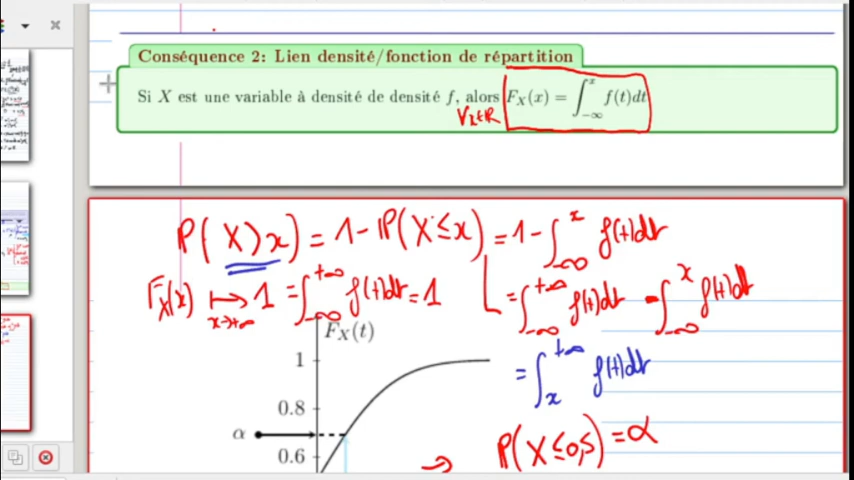 Conséquence 2: Lien densité/fonction de répartition
Si X est une variable à densité de densité f, alors F_X(x) = ∫_{-∞}^{x} f(t)dt
∀x∈ℝ
P(X>x) = 1 - P(X≤x) = 1 - ∫_{-∞}^{x} f(t)dt
F_X(x) ↦_{x→+∞} 1 = ∫_{-∞}^{+∞} f(t)dt = 1
= ∫_{-∞}^{+∞} f(t)dt - ∫_{-∞}^{x} f(t)dt
F_X(t)
1
= ∫_{x}^{+∞} f(t)dt
0.8
α
P(X≤0,5) = α
0.6